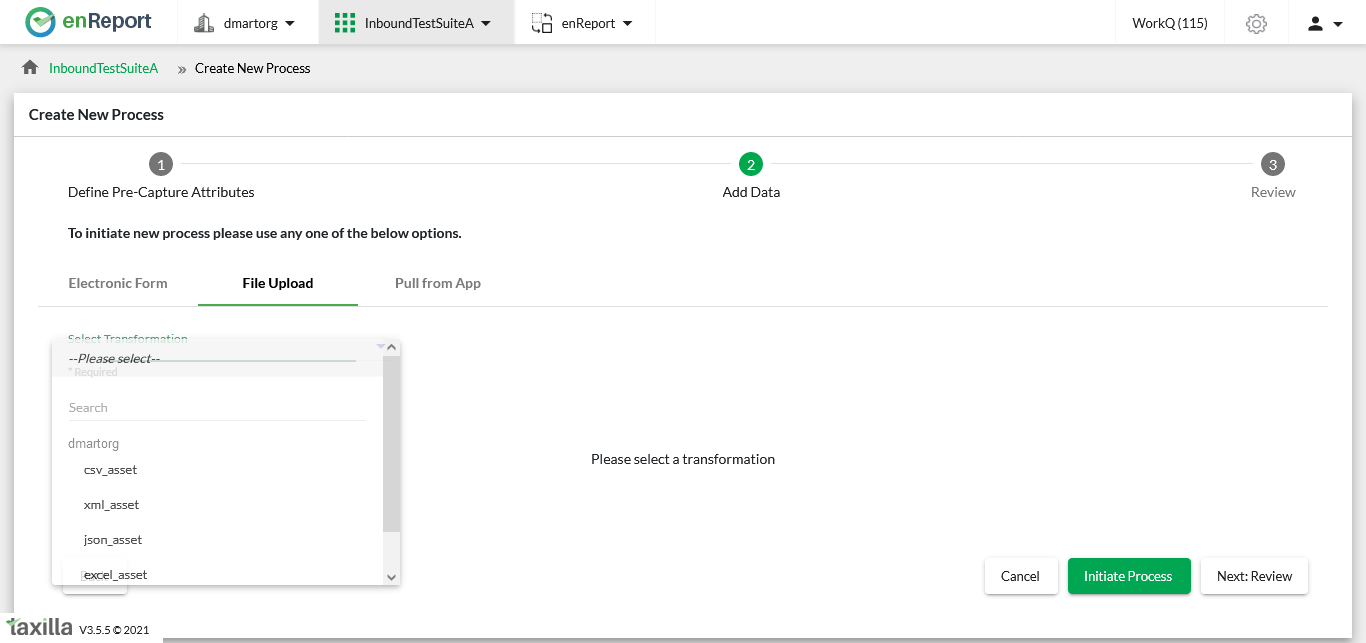 enReport dmartorg InboundTestSuiteA enReport WorkQ (115)
InboundTestSuiteA » Create New Process
Create New Process
1 2 3
Define Pre-Capture Attributes Add Data Review
To initiate new process please use any one of the below options.
Electronic Form File Upload Pull from App
Select Transformation
--Please select--
* Required
Search
dmartorg
Please select a transformation
csv_asset
xml_asset
json_asset
excel_asset
Cancel Initiate Process Next: Review
taxilla V3.5.5 © 2021